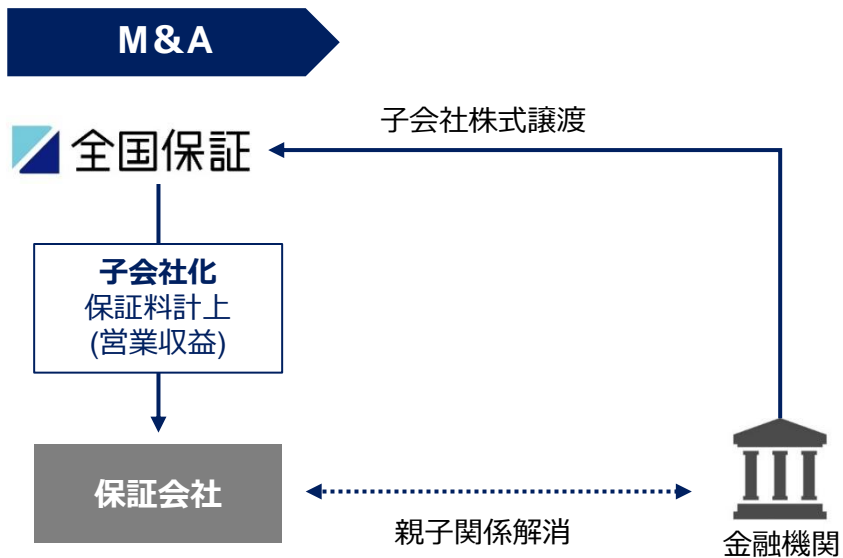 M&A
子会社株式譲渡
全国保証
子会社化
保証料計上
(営業収益)
保証会社
親子関係解消
金融機関